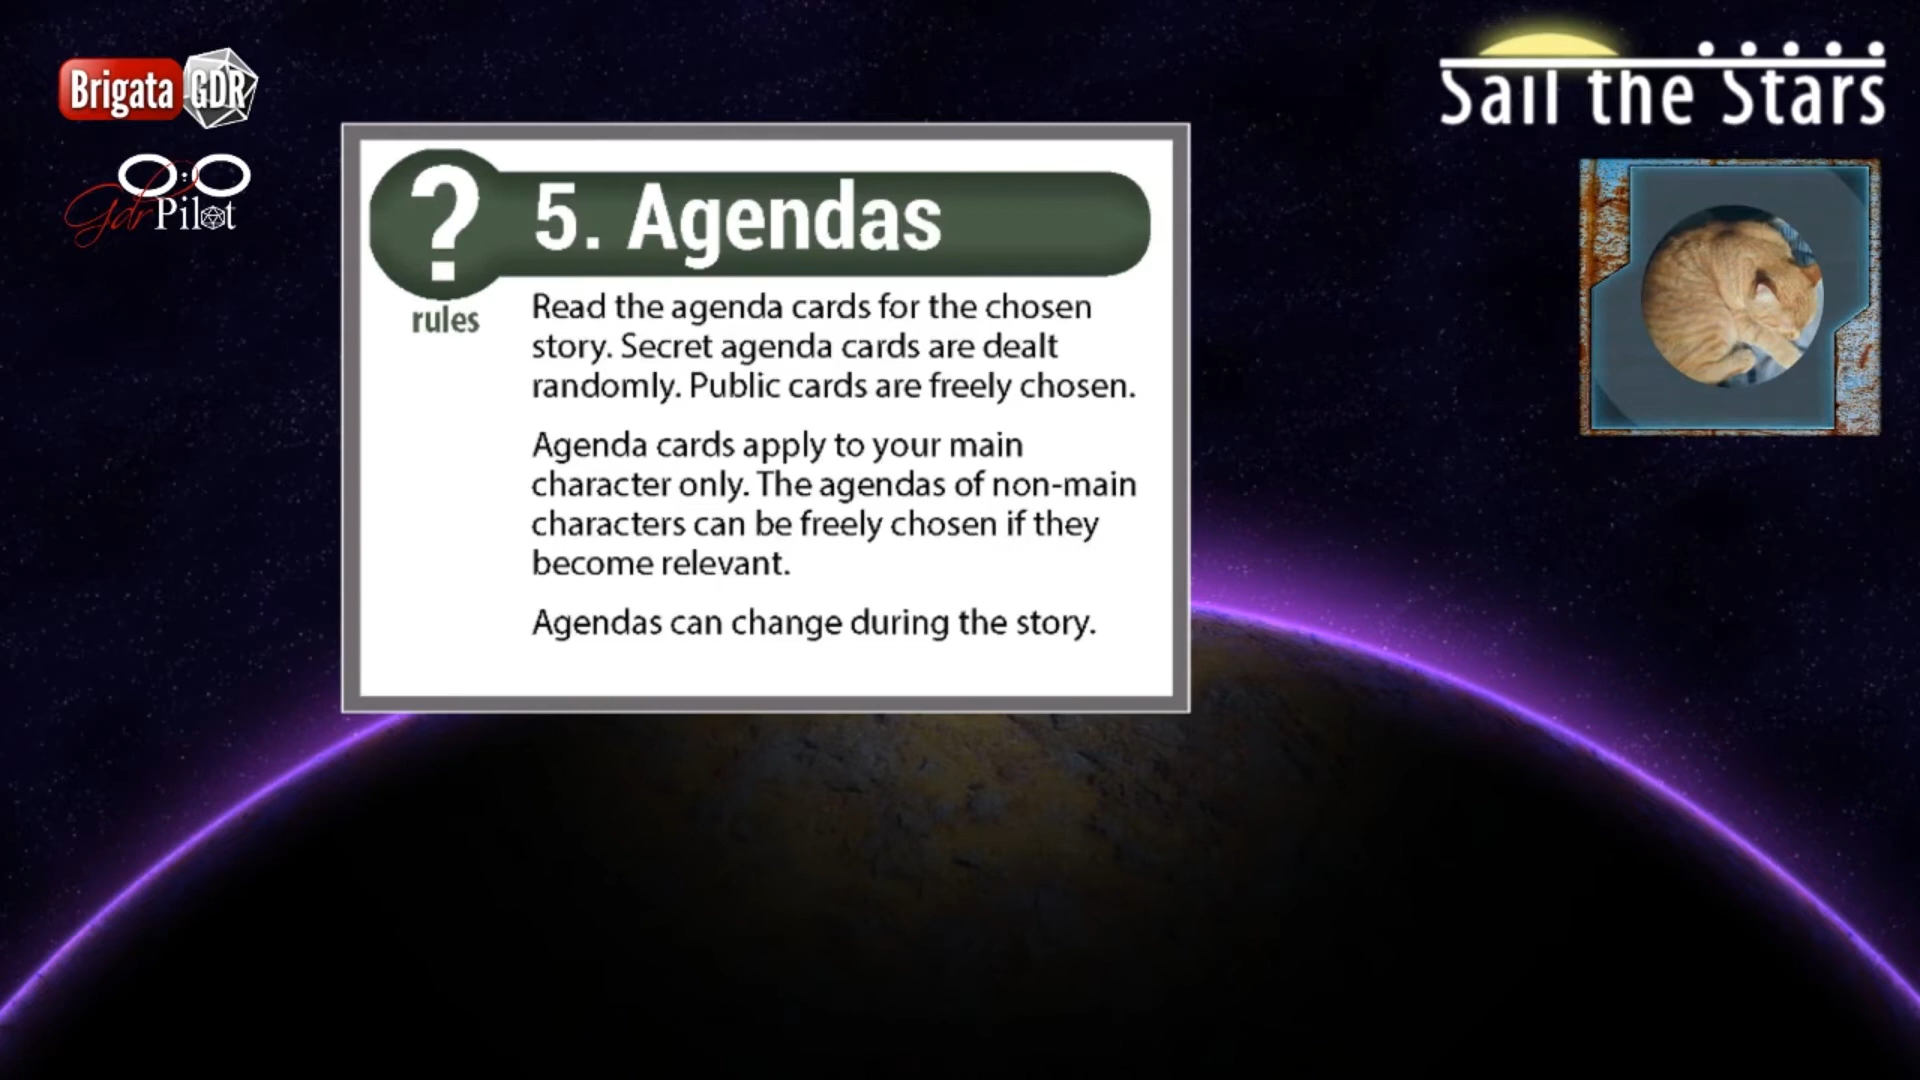 Brigata GDR
Gdr Pilot
Sail the Stars
?
rules
5. Agendas
Read the agenda cards for the chosen
story. Secret agenda cards are dealt
randomly. Public cards are freely chosen.
Agenda cards apply to your main
character only. The agendas of non-main
characters can be freely chosen if they
become relevant.
Agendas can change during the story.